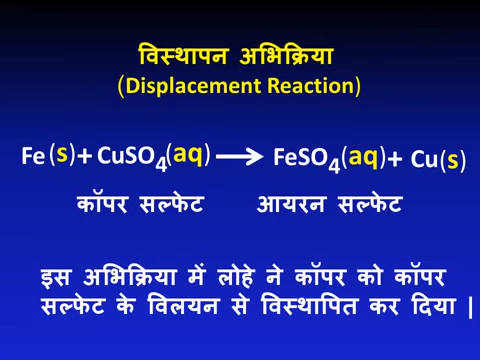 विस्थापन अभिक्रिया
(Displacement Reaction)
Fe(s)+CuSO₄(aq) → FeSO₄(aq)+ Cu(s)
कॉपर सल्फेट आयरन सल्फेट
इस अभिक्रिया में लोहे ने कॉपर को कॉपर
सल्फेट के विलयन से विस्थापित कर दिया |